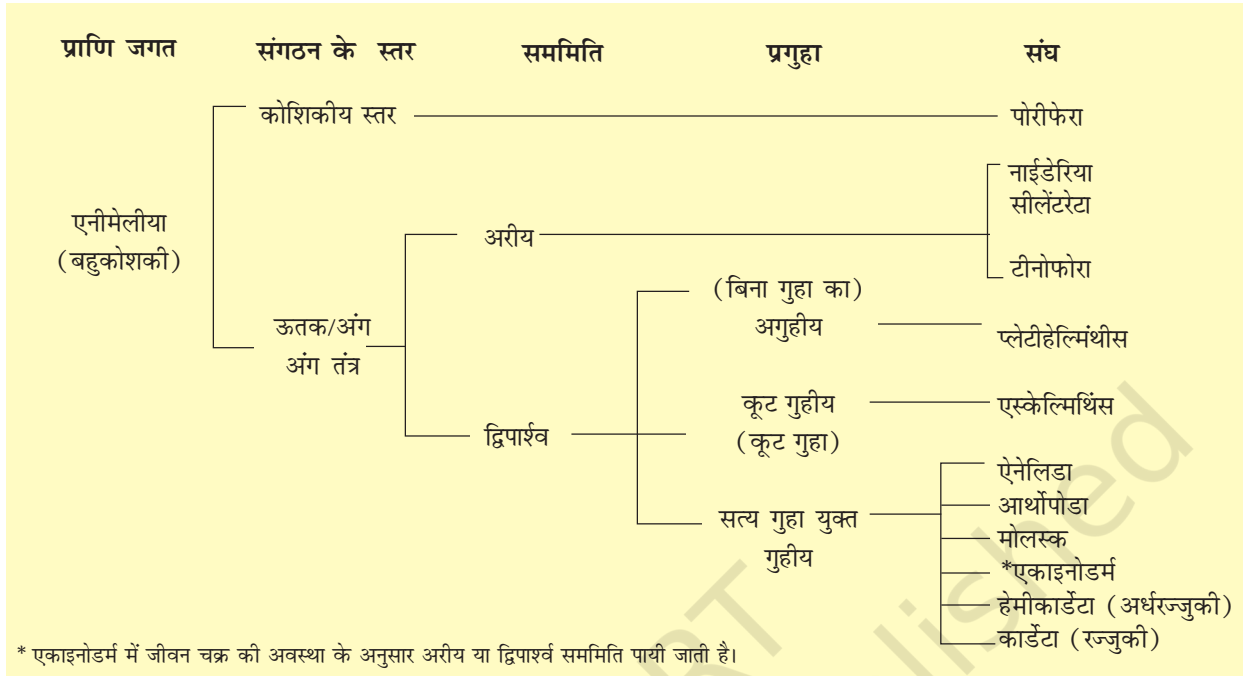 प्राणि जगत संगठन के स्तर सममिति प्रगुहा संघ
कोशिकीय स्तर पोरीफेरा
नाईडेरिया
सीलेंटरेटा
एनीमेलीया
(बहुकोशकी)
अरीय
टीनोफोरा
(बिना गुहा का)
अगुहीय प्लेटीहेल्मिंथीस
ऊतक/अंग
अंग तंत्र
कूट गुहीय एस्केल्मिथिंस
(कूट गुहा)
द्विपार्श्व
ऐनेलिडा
आर्थोपोडा
सत्य गुहा युक्त
गुहीय
मोलस्क
*एकाइनोडर्म
हेमीकार्डेटा (अर्धरज्जुकी)
कार्डेटा (रज्जुकी)
* एकाइनोडर्म में जीवन चक्र की अवस्था के अनुसार अरीय या द्विपार्श्व सममिति पायी जाती है।